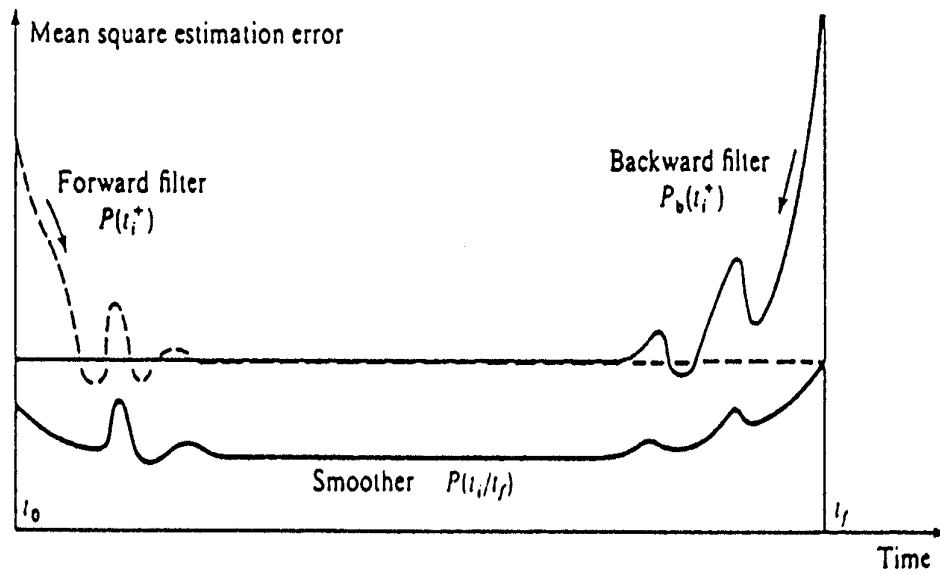 Mean square estimation error
Forward filter
P(t_i^+)
Backward filter
P_b(t_i^+)
Smoother P(t_i/t_f)
t_0
t_f
Time